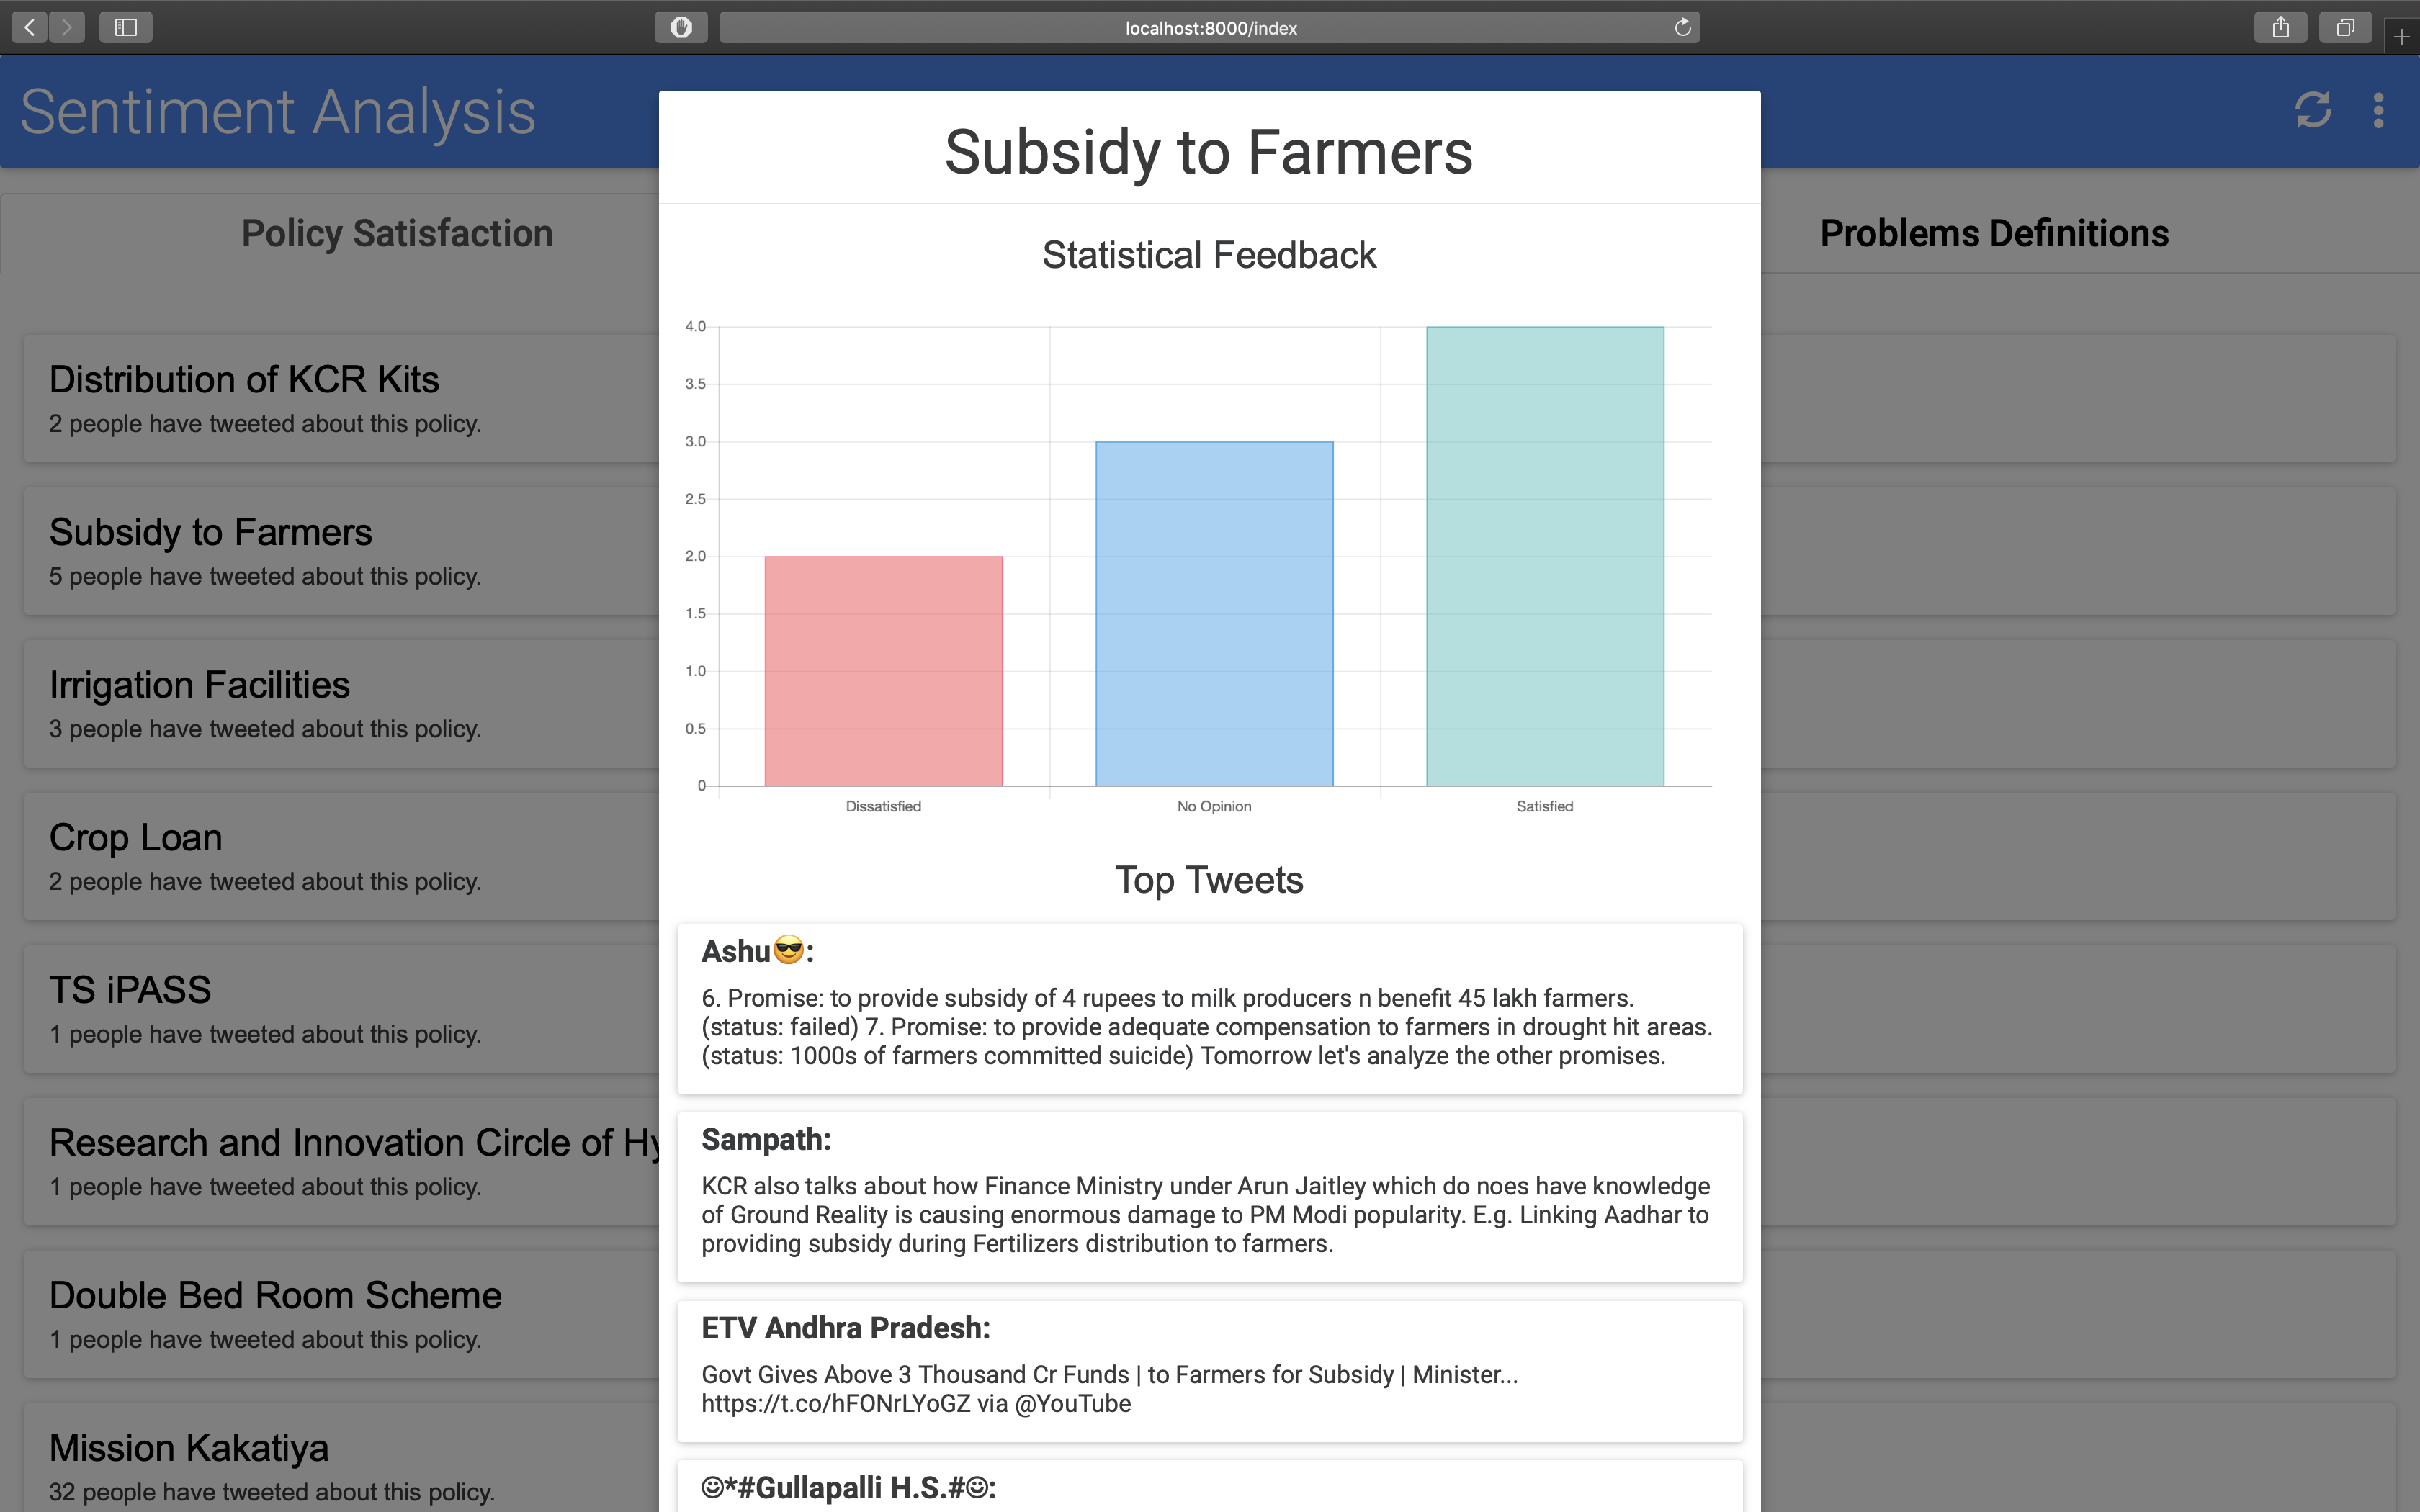 localhost:8000/index
Sentiment Analysis
Policy Satisfaction
Problems Definitions
Distribution of KCR Kits
2 people have tweeted about this policy.
Subsidy to Farmers
5 people have tweeted about this policy.
Irrigation Facilities
3 people have tweeted about this policy.
Crop Loan
2 people have tweeted about this policy.
TS iPASS
1 people have tweeted about this policy.
Research and Innovation Circle of Hy
1 people have tweeted about this policy.
Double Bed Room Scheme
1 people have tweeted about this policy.
Mission Kakatiya
32 people have tweeted about this policy.
Subsidy to Farmers
Statistical Feedback
4.0
3.5
3.0
2.5
2.0
1.5
1.0
0.5
0
Dissatisfied No Opinion Satisfied
Top Tweets
Ashu😎:
6. Promise: to provide subsidy of 4 rupees to milk producers n benefit 45 lakh farmers.
(status: failed) 7. Promise: to provide adequate compensation to farmers in drought hit areas.
(status: 1000s of farmers committed suicide) Tomorrow let's analyze the other promises.
Sampath:
KCR also talks about how Finance Ministry under Arun Jaitley which do noes have knowledge
of Ground Reality is causing enormous damage to PM Modi popularity. E.g. Linking Aadhar to
providing subsidy during Fertilizers distribution to farmers.
ETV Andhra Pradesh:
Govt Gives Above 3 Thousand Cr Funds | to Farmers for Subsidy | Minister...
https://t.co/hFONrLYoGZ via @YouTube
☺*#Gullapalli H.S.#☺: